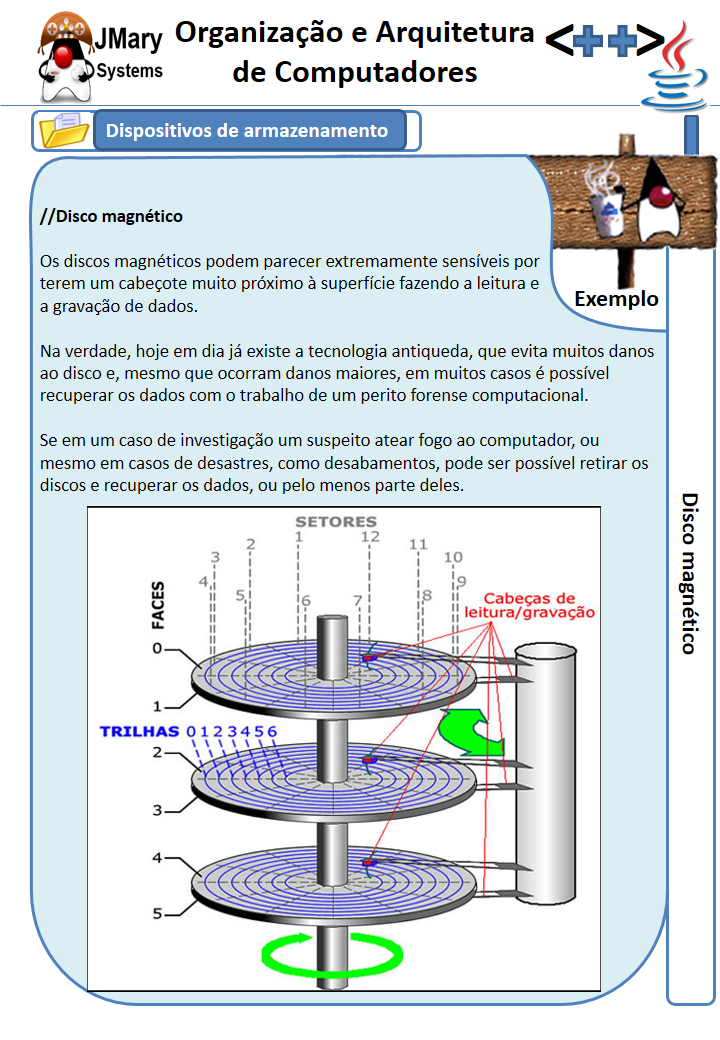 JMary
Systems
Organização e Arquitetura
de Computadores
<++>
Dispositivos de armazenamento
Exemplo
//Disco magnético
Os discos magnéticos podem parecer extremamente sensíveis por
terem um cabeçote muito próximo à superfície fazendo a leitura e
a gravação de dados.
Na verdade, hoje em dia já existe a tecnologia antiqueda, que evita muitos danos
ao disco e, mesmo que ocorram danos maiores, em muitos casos é possível
recuperar os dados com o trabalho de um perito forense computacional.
Se em um caso de investigação um suspeito atear fogo ao computador, ou
mesmo em casos de desastres, como desabamentos, pode ser possível retirar os
discos e recuperar os dados, ou pelo menos parte deles.
Disco magnético
SETORES
1 12
2 11
3 10
4 9
5 8
6 7
FACES
Cabeças de
leitura/gravação
0
1
TRILHAS 0 1 2 3 4 5 6
2
3
4
5